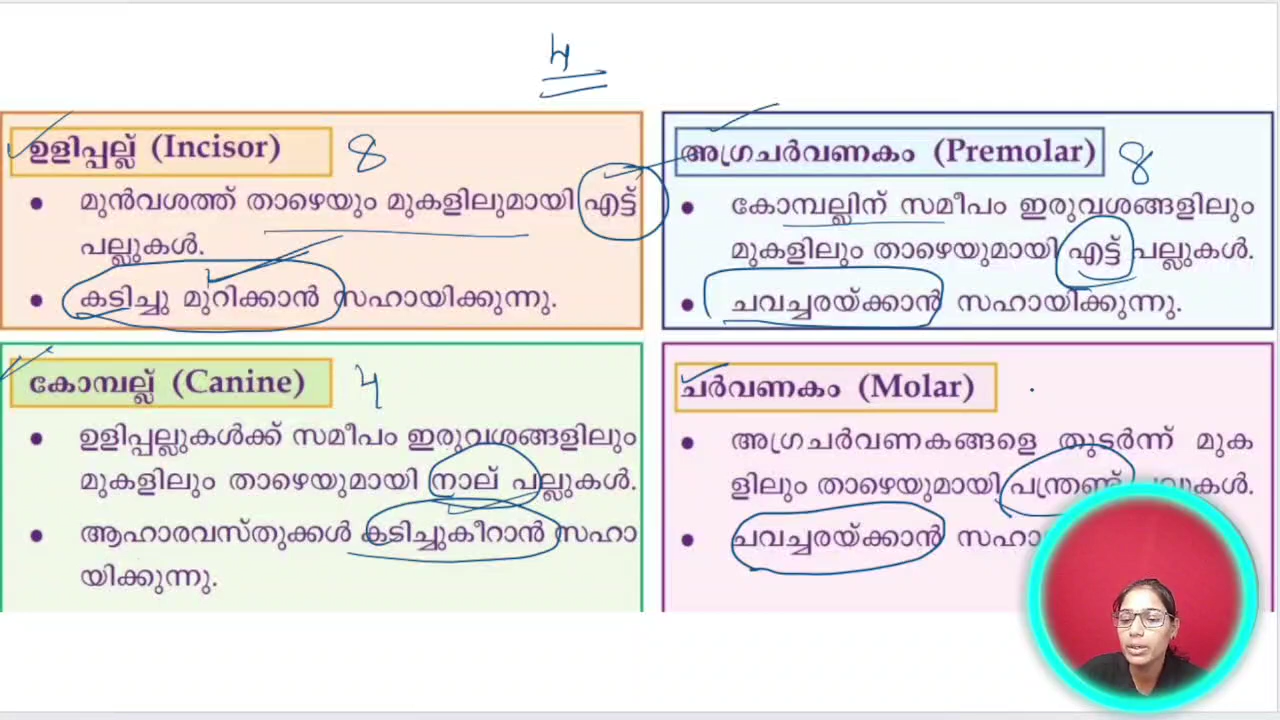 4
ഉളിപ്പല്ല് (Incisor) 8
• മുൻവശത്ത് താഴെയും മുകളിലുമായി എട്ട്
പല്ലുകൾ.
• കടിച്ചു മുറിക്കാൻ സഹായിക്കുന്നു.
അഗ്രചർവണകം (Premolar) 8
• കോമ്പല്ലിന് സമീപം ഇരുവശങ്ങളിലും
മുകളിലും താഴെയുമായി എട്ട് പല്ലുകൾ.
• ചവച്ചരയ്ക്കാൻ സഹായിക്കുന്നു.
കോമ്പല്ല് (Canine) 4
• ഉളിപ്പല്ലുകൾക്ക് സമീപം ഇരുവശങ്ങളിലും
മുകളിലും താഴെയുമായി നാല് പല്ലുകൾ.
• ആഹാരവസ്തുക്കൾ കടിച്ചുകീറാൻ സഹാ
യിക്കുന്നു.
ചർവണകം (Molar)
• അഗ്രചർവണകങ്ങളെ തുടർന്ന് മുക
ളിലും താഴെയുമായി പന്ത്രണ്ട്
• ചവച്ചരയ്ക്കാൻ സഹാ